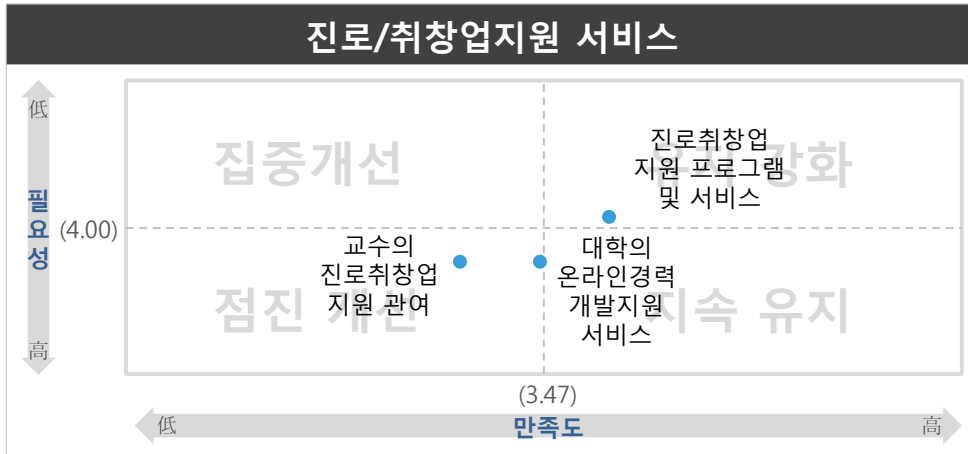 진로/취창업지원 서비스
低
필요성
(4.00)
高
집중개선
유지 강화
진로취창업
지원 프로그램
및 서비스
점진 개선
교수의
진로취창업
지원 관여
지속 유지
대학의
온라인경력
개발지원
서비스
(3.47)
低
만족도
高